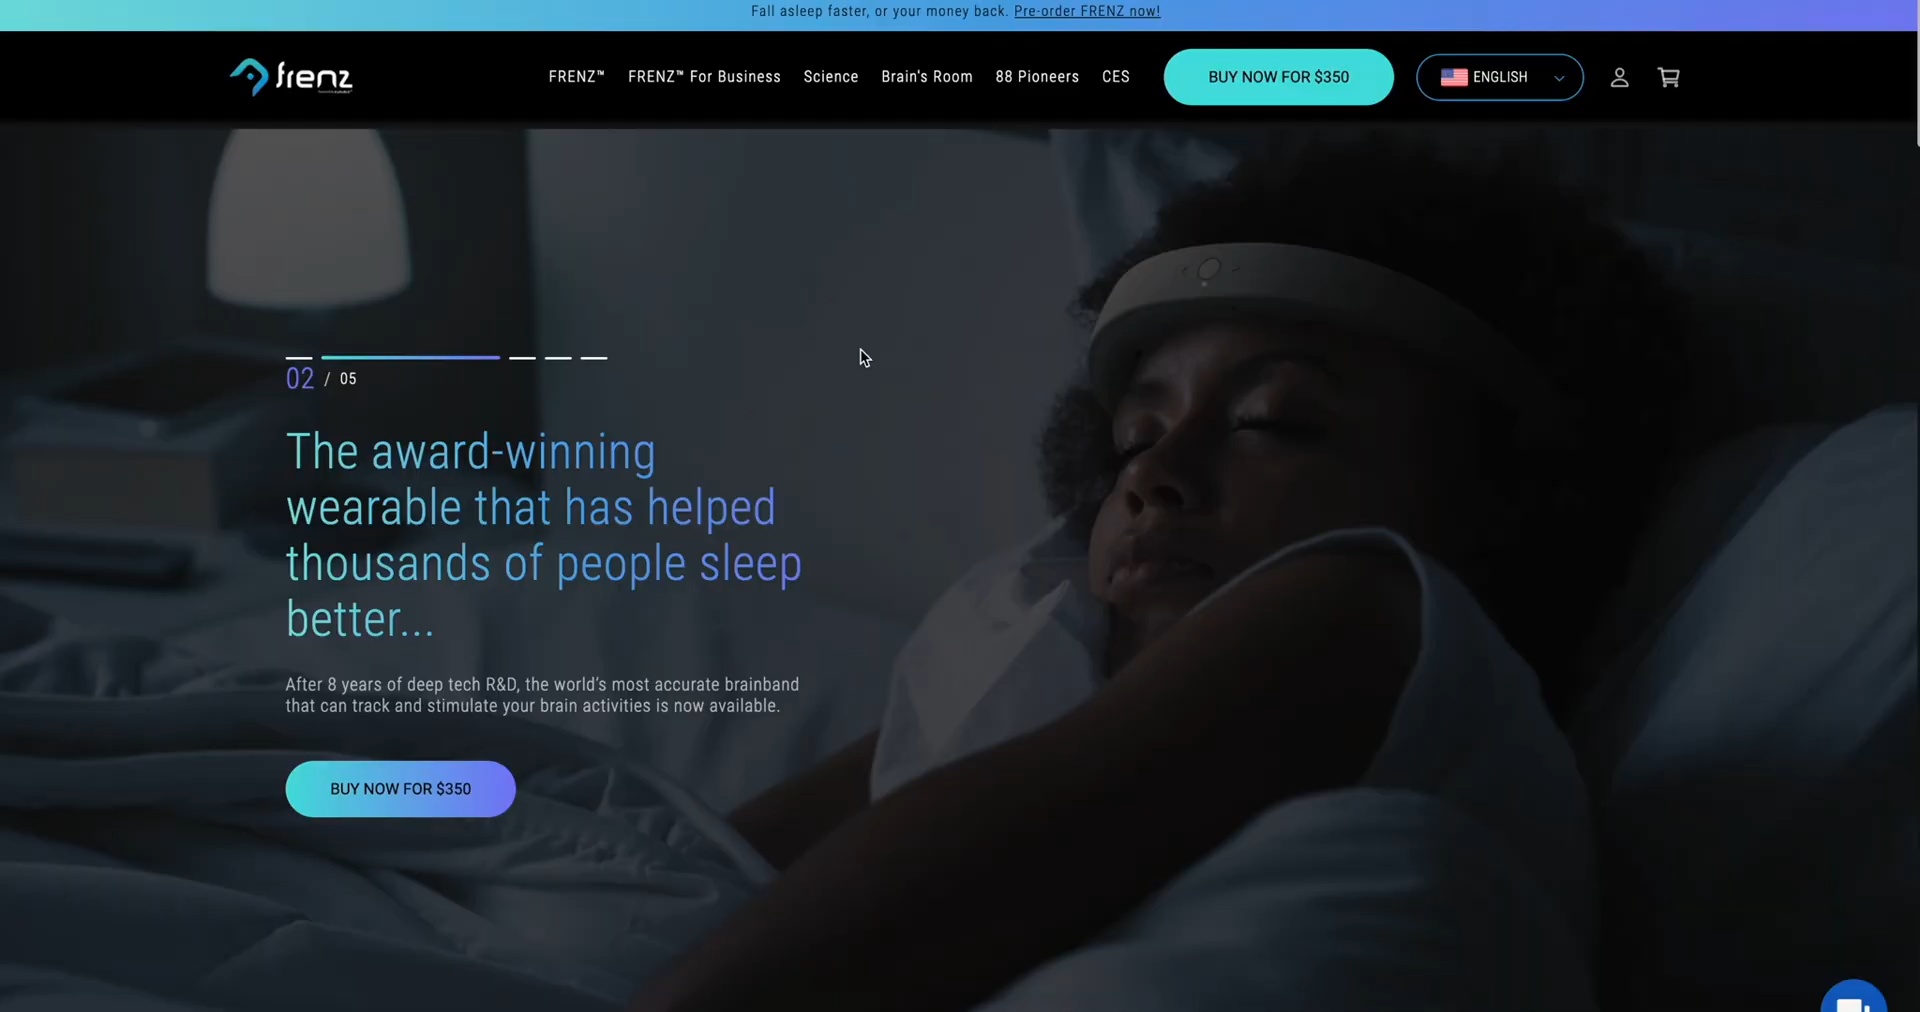 Fall asleep faster, or your money back. Pre-order FRENZ now!
frenz
FRENZ™ FRENZ™ For Business Science Brain's Room 88 Pioneers CES BUY NOW FOR $350 ENGLISH
02 / 05
The award-winning
wearable that has helped
thousands of people sleep
better...
After 8 years of deep tech R&D, the world's most accurate brainband
that can track and stimulate your brain activities is now available.
BUY NOW FOR $350